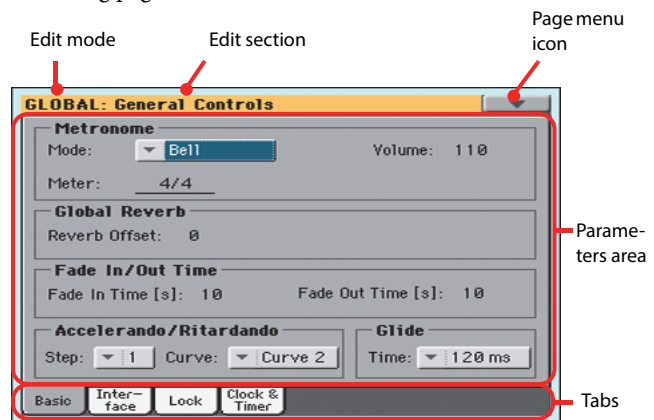 Page menu
icon
Edit mode
Edit section
GLOBAL: General Controls
Metronome
Mode: Bell Volume: 110
Meter: 4/4
Global Reverb
Reverb Offset: 0
Fade In/Out Time
Fade In Time [s]: 10 Fade Out Time [s]: 10
Accelerando/Ritardando Glide
Step: 1 Curve: Curve 2 Time: 120 ms
Parame-
ters area
Basic
Inter-
face
Lock
Clock &
Timer
Tabs